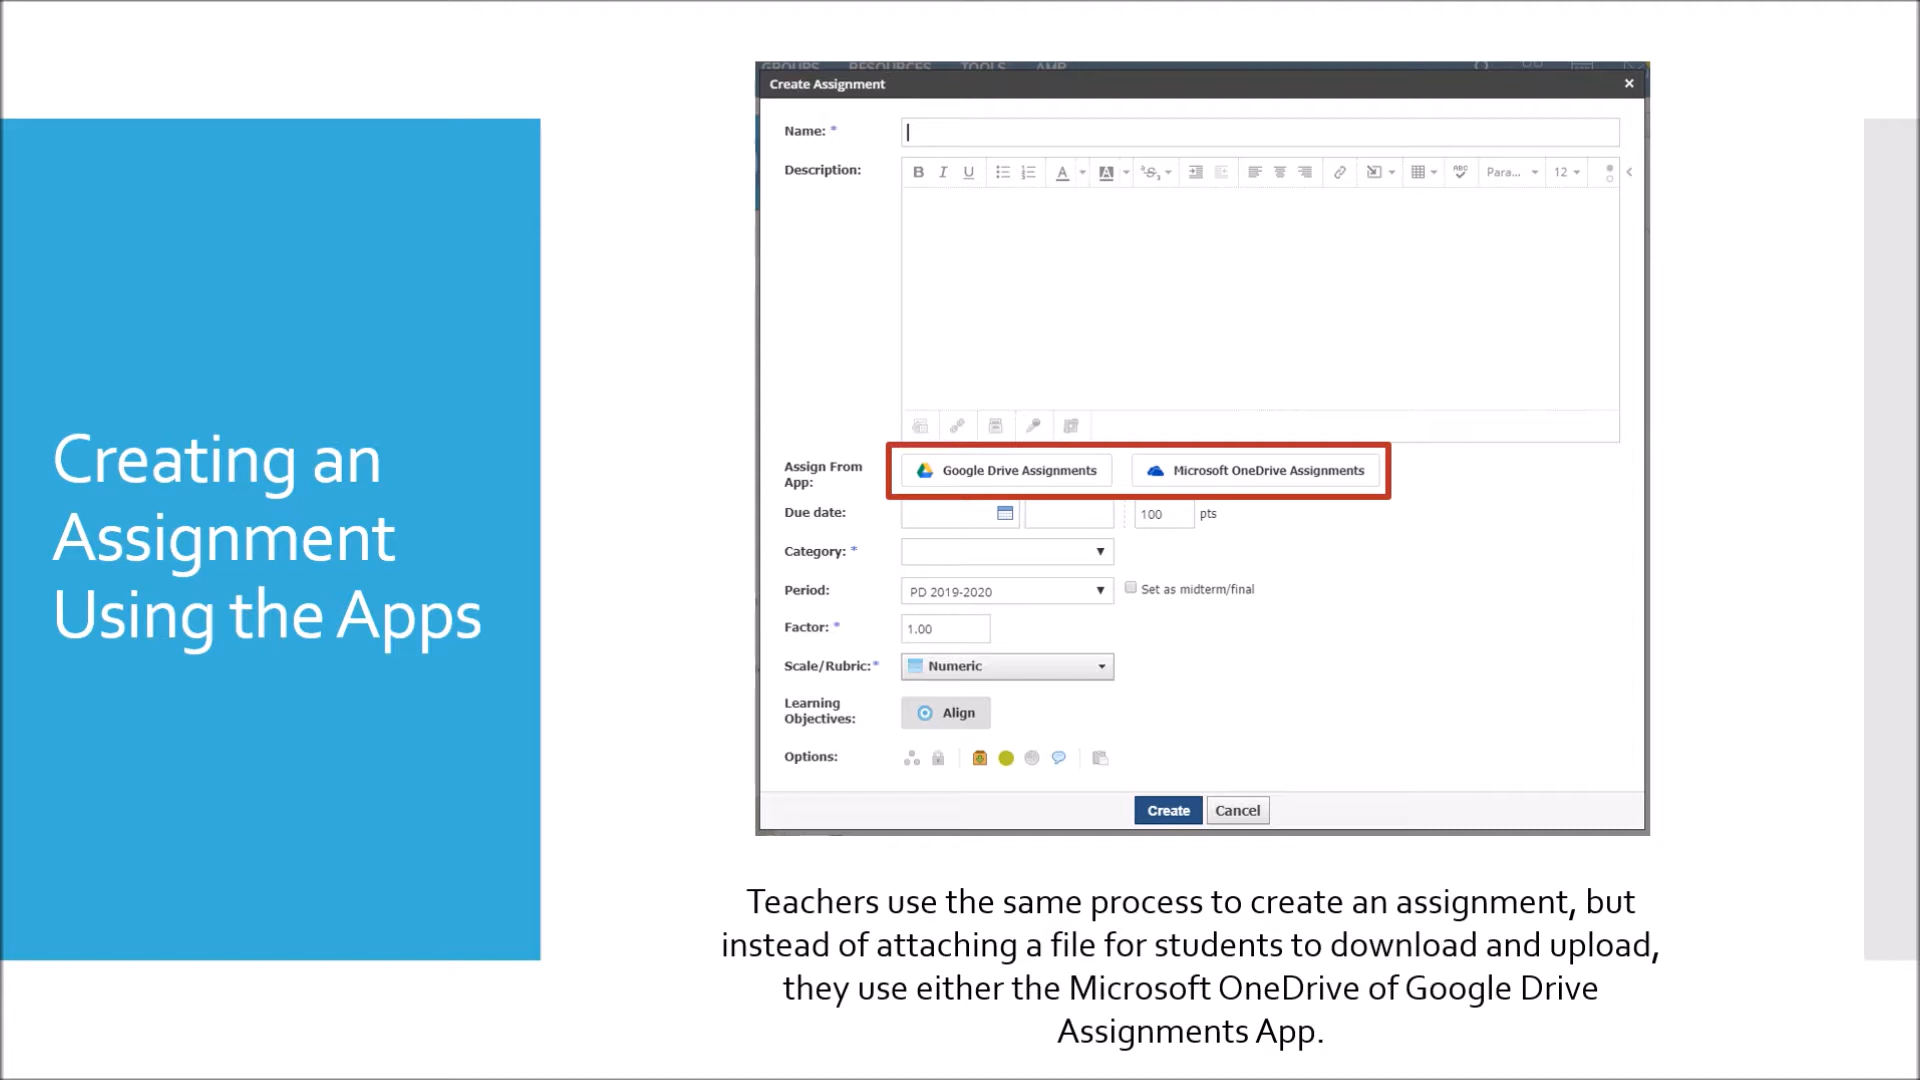 Creating an
Assignment
Using the Apps
GROUPS RESOURCES TOOLS AMP
Create Assignment
Name: *
Description:
B I U A A Para... 12
Assign From
App:
Google Drive Assignments Microsoft OneDrive Assignments
Due date: 100 pts
Category: *
Period: PD 2019-2020 Set as midterm/final
Factor: * 1.00
Scale/Rubric:* Numeric
Learning
Objectives:
Align
Options:
Create Cancel
Teachers use the same process to create an assignment, but
instead of attaching a file for students to download and upload,
they use either the Microsoft OneDrive of Google Drive
Assignments App.